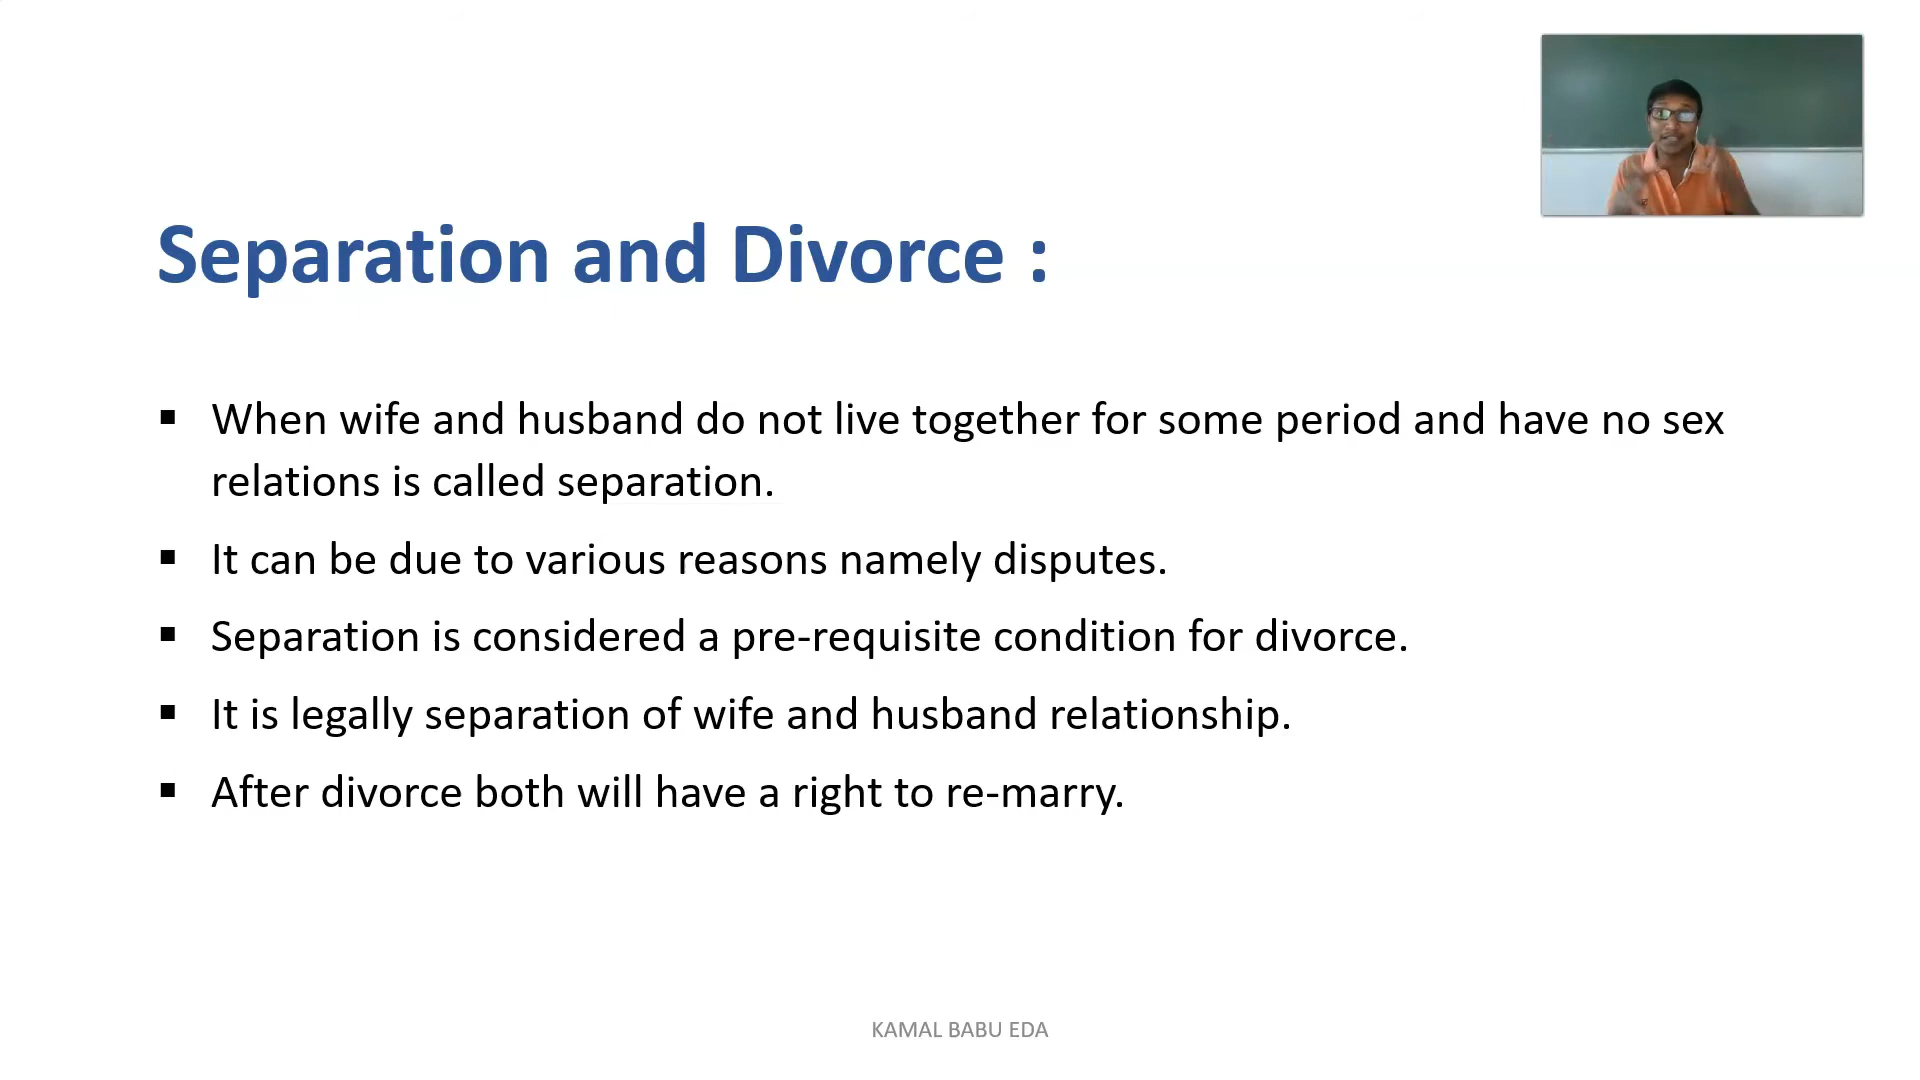 Separation and Divorce :
▪ When wife and husband do not live together for some period and have no sex
relations is called separation.
▪ It can be due to various reasons namely disputes.
▪ Separation is considered a pre-requisite condition for divorce.
▪ It is legally separation of wife and husband relationship.
▪ After divorce both will have a right to re-marry.
KAMAL BABU EDA